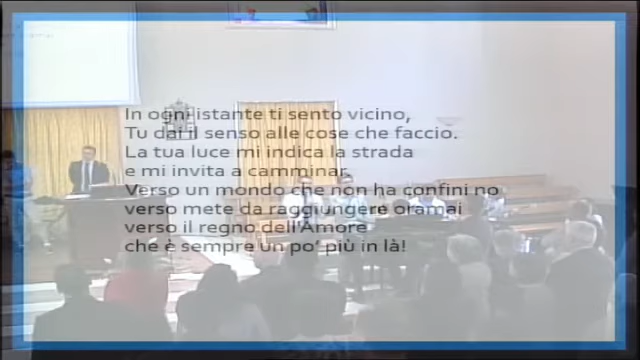 In ogni istante ti sento vicino,
Tu dai il senso alle cose che faccio.
La tua luce mi indica la strada
e mi invita a camminar.
Verso un mondo che non ha confini no
verso mete da raggiungere oramai
verso il regno dell'Amore
che è sempre un po' più in là!